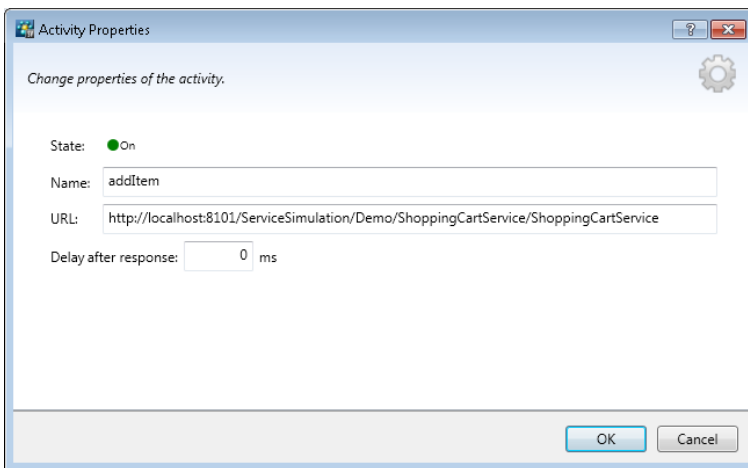 Activity Properties
?
Change properties of the activity.
State: On
Name: addItem
URL: http://localhost:8101/ServiceSimulation/Demo/ShoppingCartService/ShoppingCartService
Delay after response: 0 ms
OK Cancel